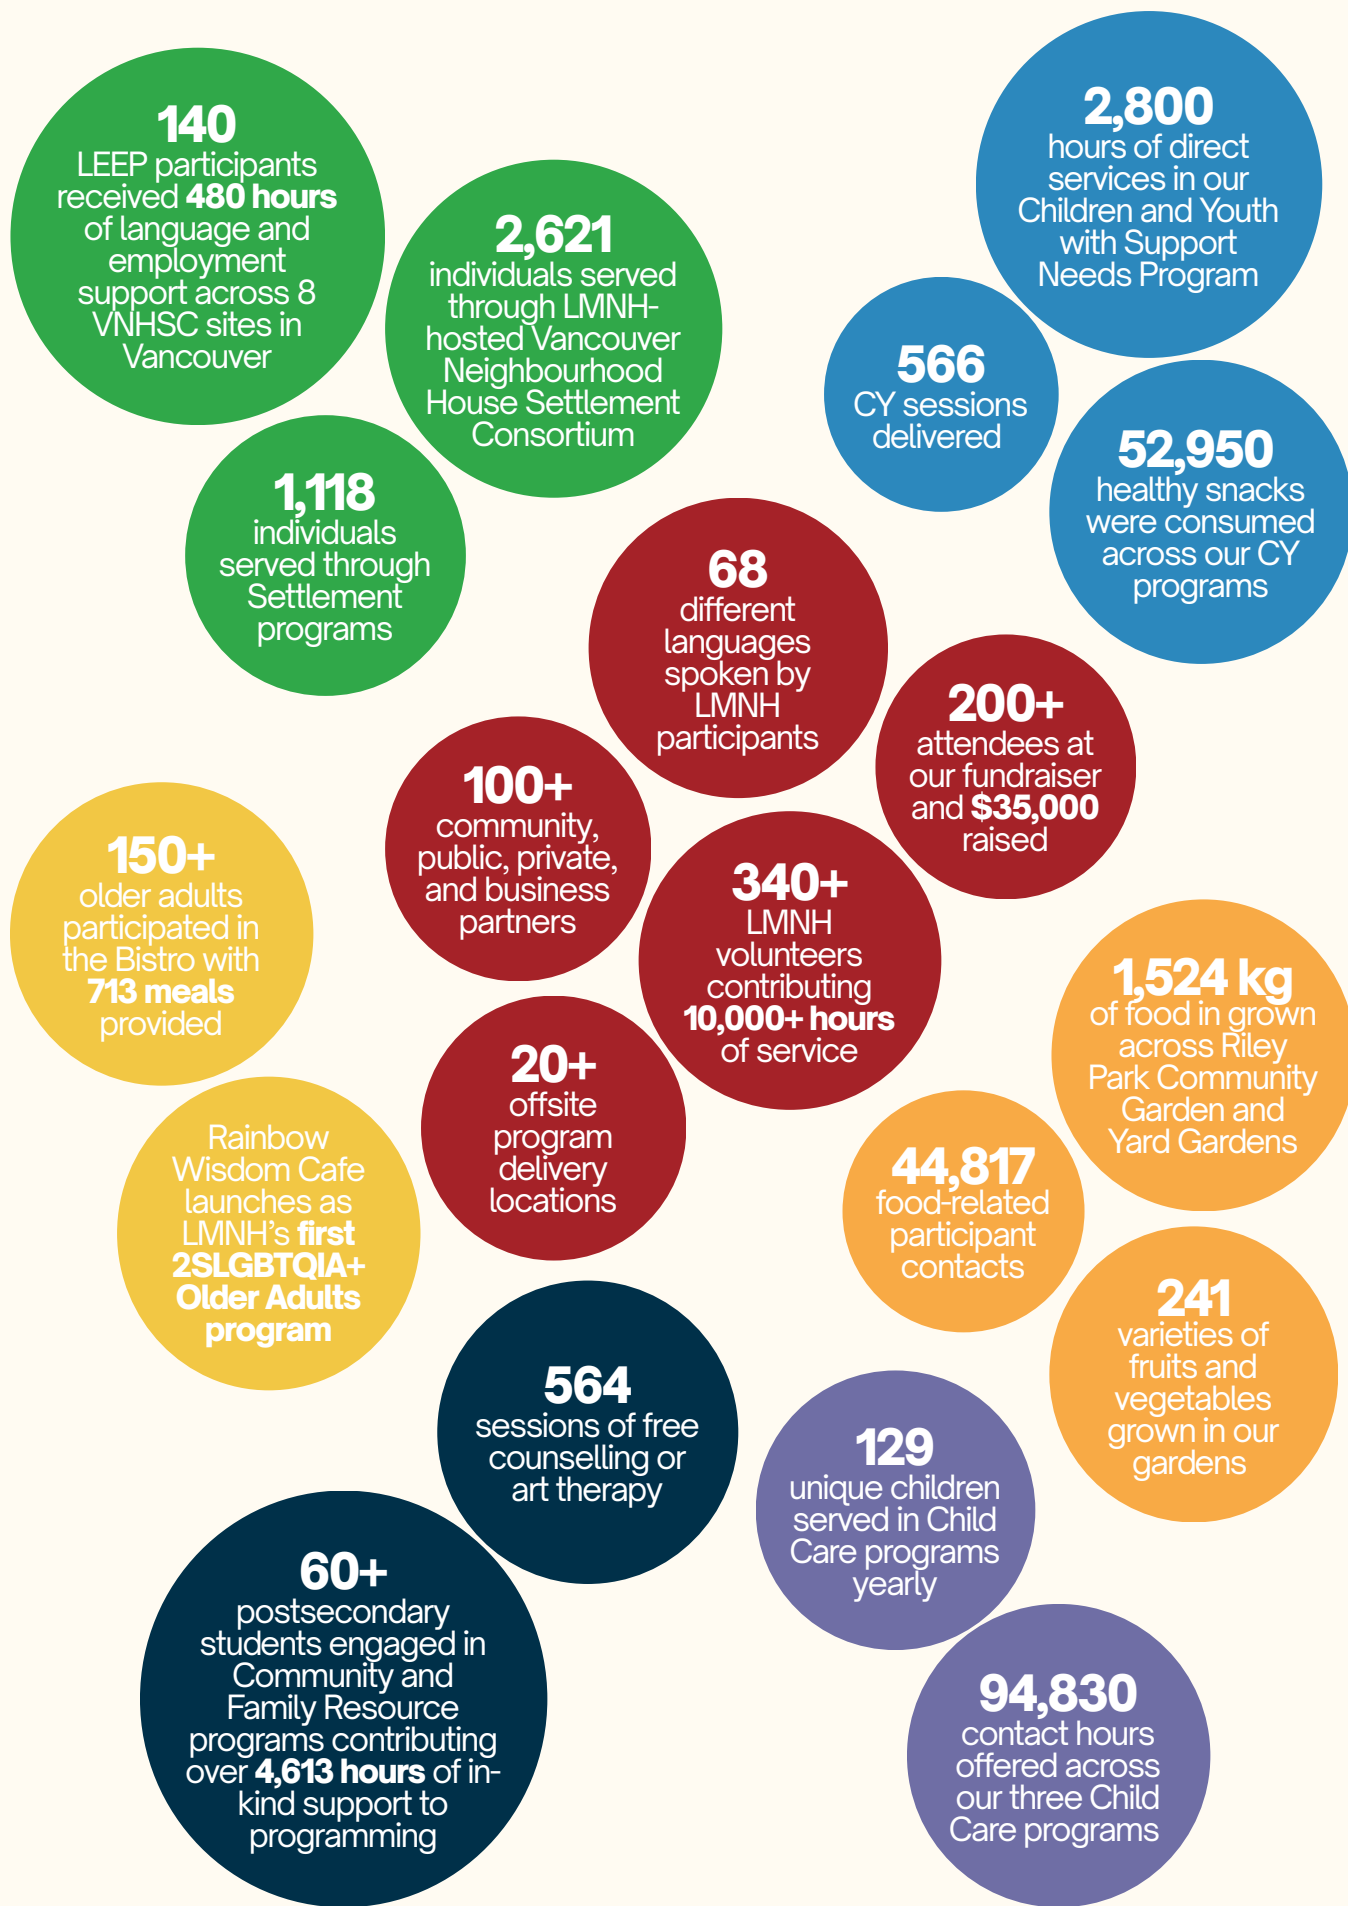 140
LEEP participants
received 480 hours
of language and
employment
support across 8
VNHSC sites in
Vancouver
2,621
individuals served
through LMNH-
hosted Vancouver
Neighbourhood
House Settlement
Consortium
1,118
individuals
served through
Settlement
programs
2,800
hours of direct
services in our
Children and Youth
with Support
Needs Program
566
CY sessions
delivered
52,950
healthy snacks
were consumed
across our CY
programs
68
different
languages
spoken by
LMNH
participants
200+
attendees at
our fundraiser
and $35,000
raised
100+
community,
public, private,
and business
partners
340+
LMNH
volunteers
contributing
10,000+ hours
of service
20+
offsite
program
delivery
locations
150+
older adults
participated in
the Bistro with
713 meals
provided
Rainbow
Wisdom Cafe
launches as
LMNH’s first
2SLGBTQIA+
Older Adults
program
1,524 kg
of food in grown
across Riley
Park Community
Garden and
Yard Gardens
44,817
food-related
participant
contacts
241
varieties of
fruits and
vegetables
grown in our
gardens
564
sessions of free
counselling or
art therapy
60+
postsecondary
students engaged in
Community and
Family Resource
programs contributing
over 4,613 hours of in-
kind support to
programming
129
unique children
served in Child
Care programs
yearly
94,830
contact hours
offered across
our three Child
Care programs